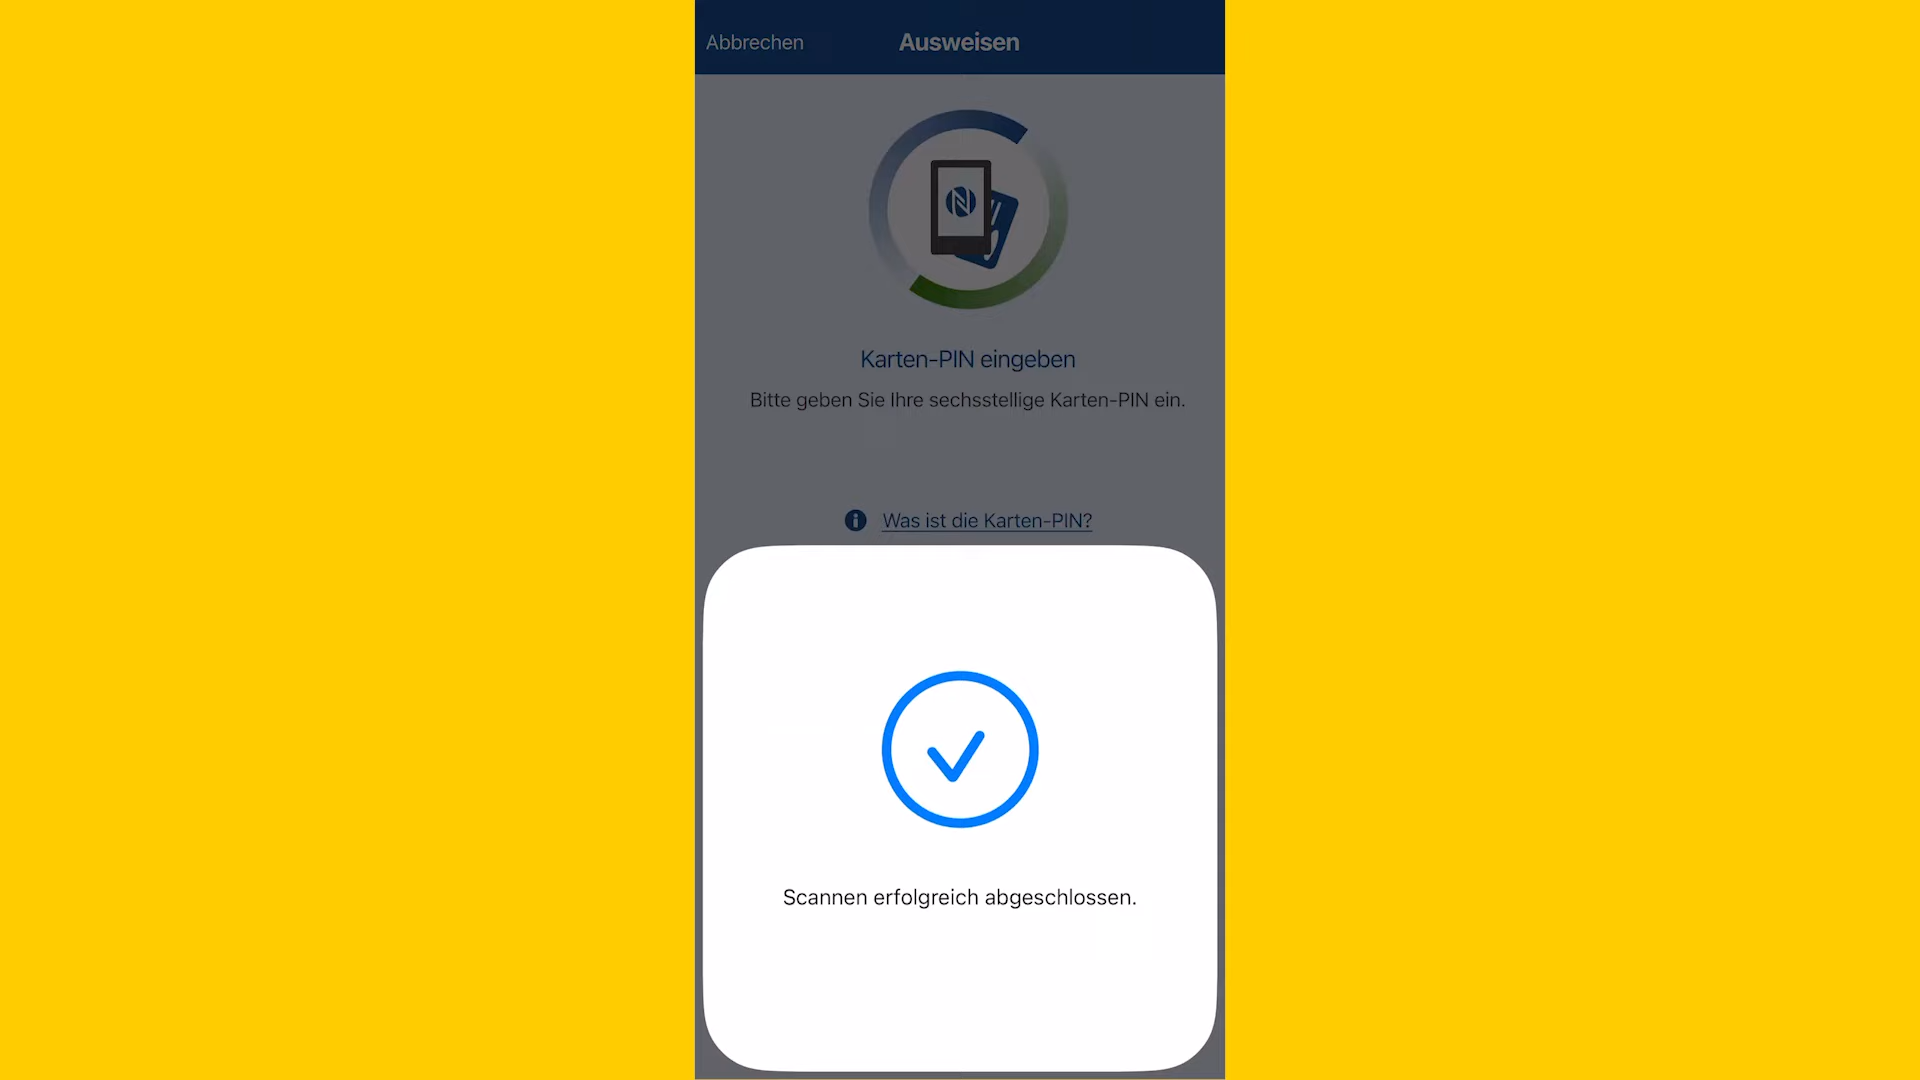 Abbrechen
Ausweisen
Karten-PIN eingeben
Bitte geben Sie Ihre sechsstellige Karten-PIN ein.
Was ist die Karten-PIN?
Scannen erfolgreich abgeschlossen.